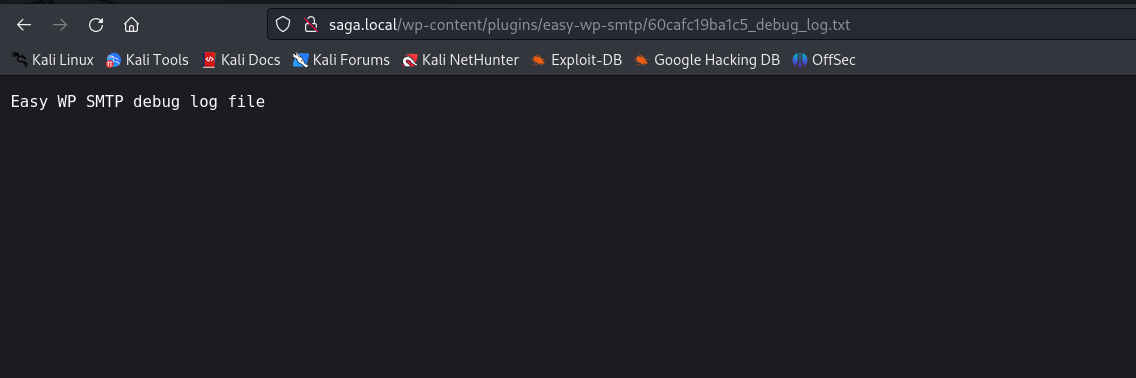 saga.local/wp-content/plugins/easy-wp-smtp/60cafc19ba1c5_debug_log.txt
Kali Linux Kali Tools Kali Docs Kali Forums Kali NetHunter Exploit-DB Google Hacking DB OffSec
Easy WP SMTP debug log file